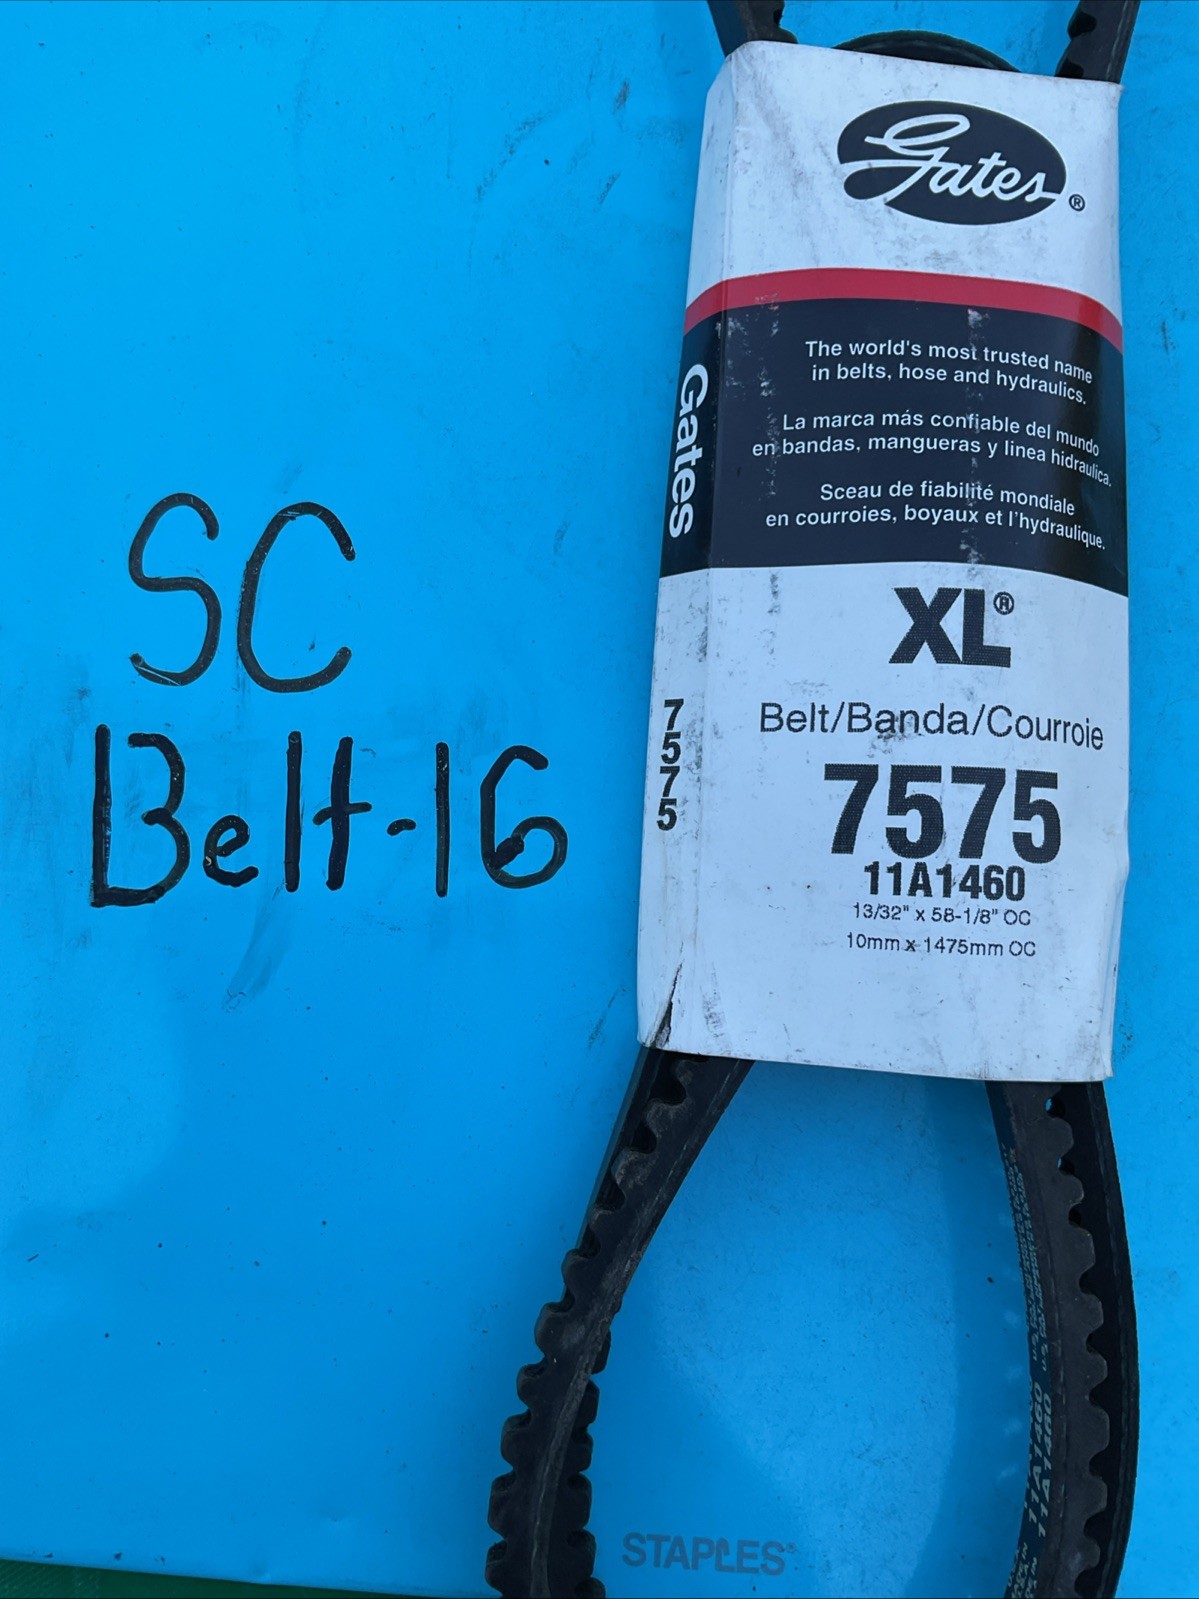 Gates®
The world's most trusted name
in belts, hose and hydraulics.
La marca más confiable del mundo
en bandas, mangueras y linea hidraulica.
Sceau de fiabilité mondiale
en courroies, boyaux et l'hydraulique.
Gates
XL®
Belt/Banda/Courroie
7575
7575
11A1460
13/32" x 58-1/8" OC
10mm x 1475mm OC
SC
Belt-16
11A1460
11A1460
STAPLES